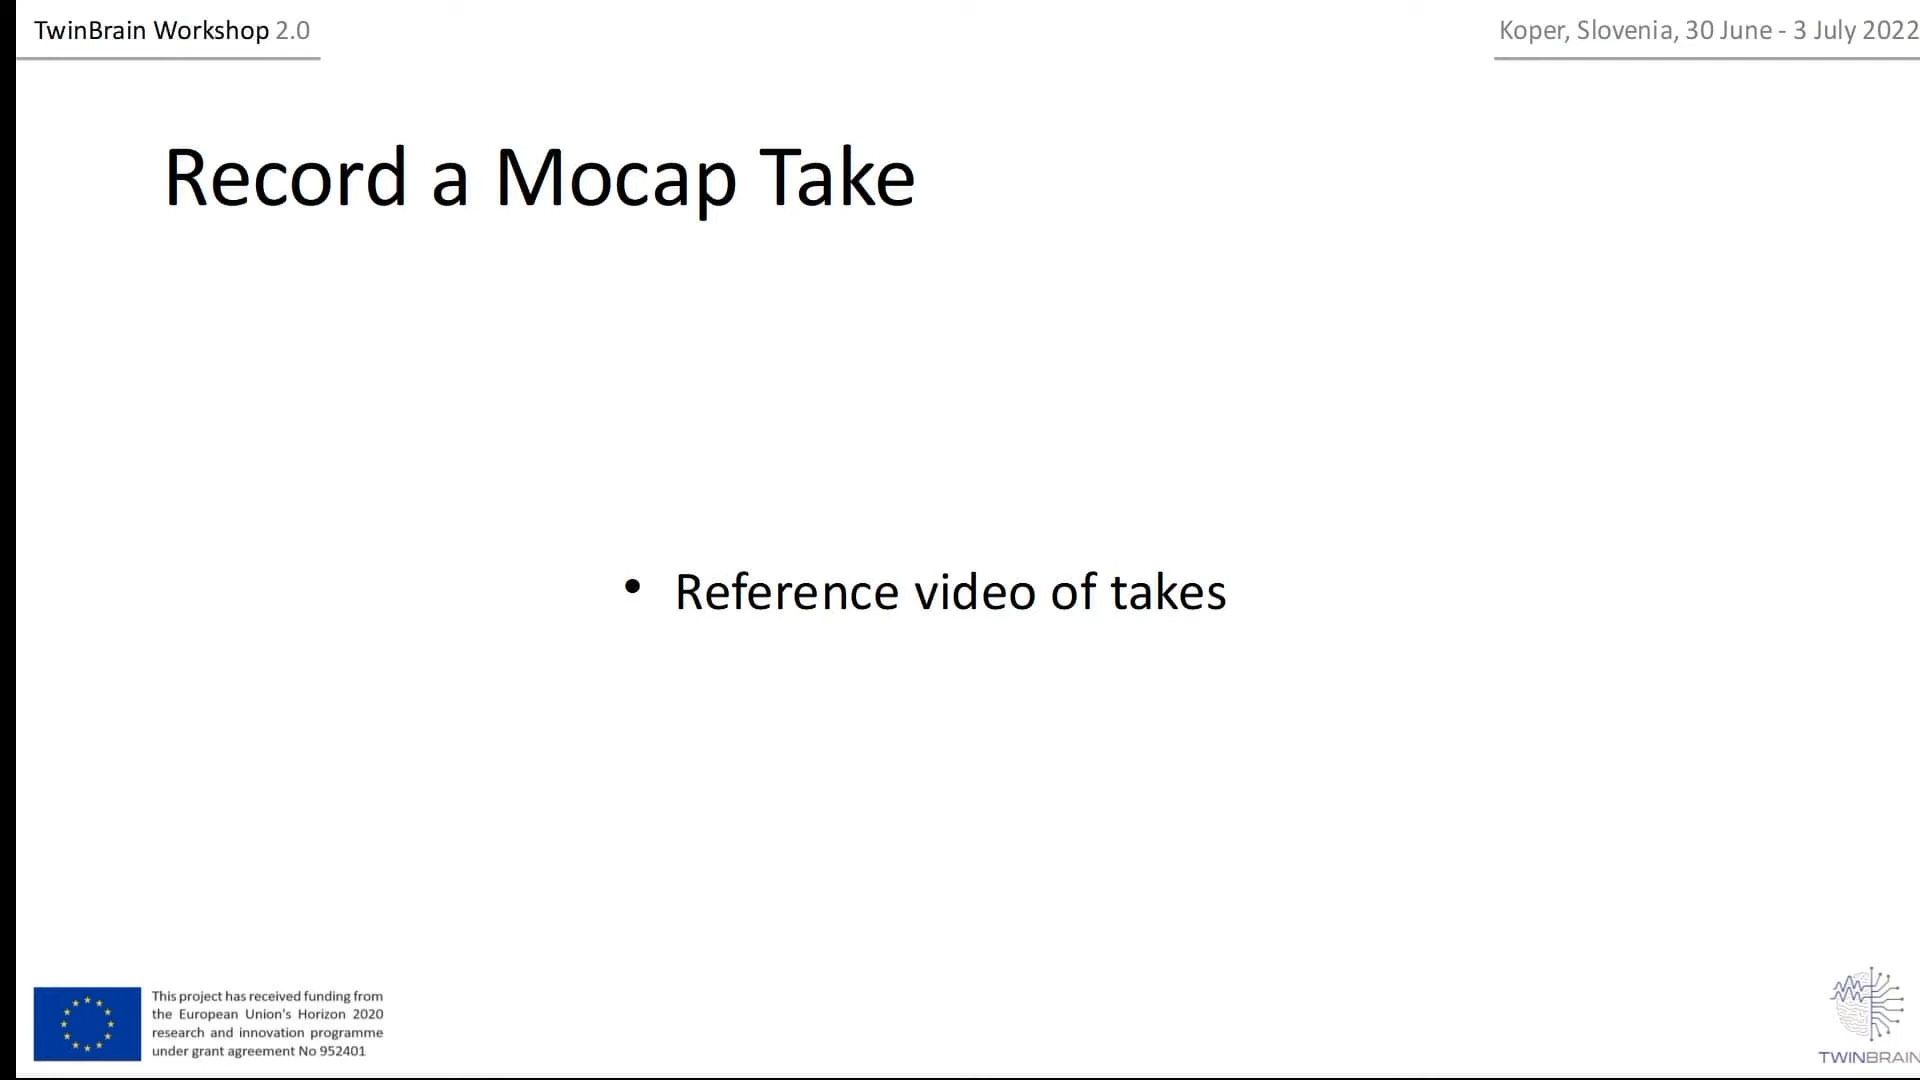 TwinBrain Workshop 2.0
Koper, Slovenia, 30 June - 3 July 2022
Record a Mocap Take
• Reference video of takes
This project has received funding from
the European Union's Horizon 2020
research and innovation programme
under grant agreement No 952401
TWINBRAIN